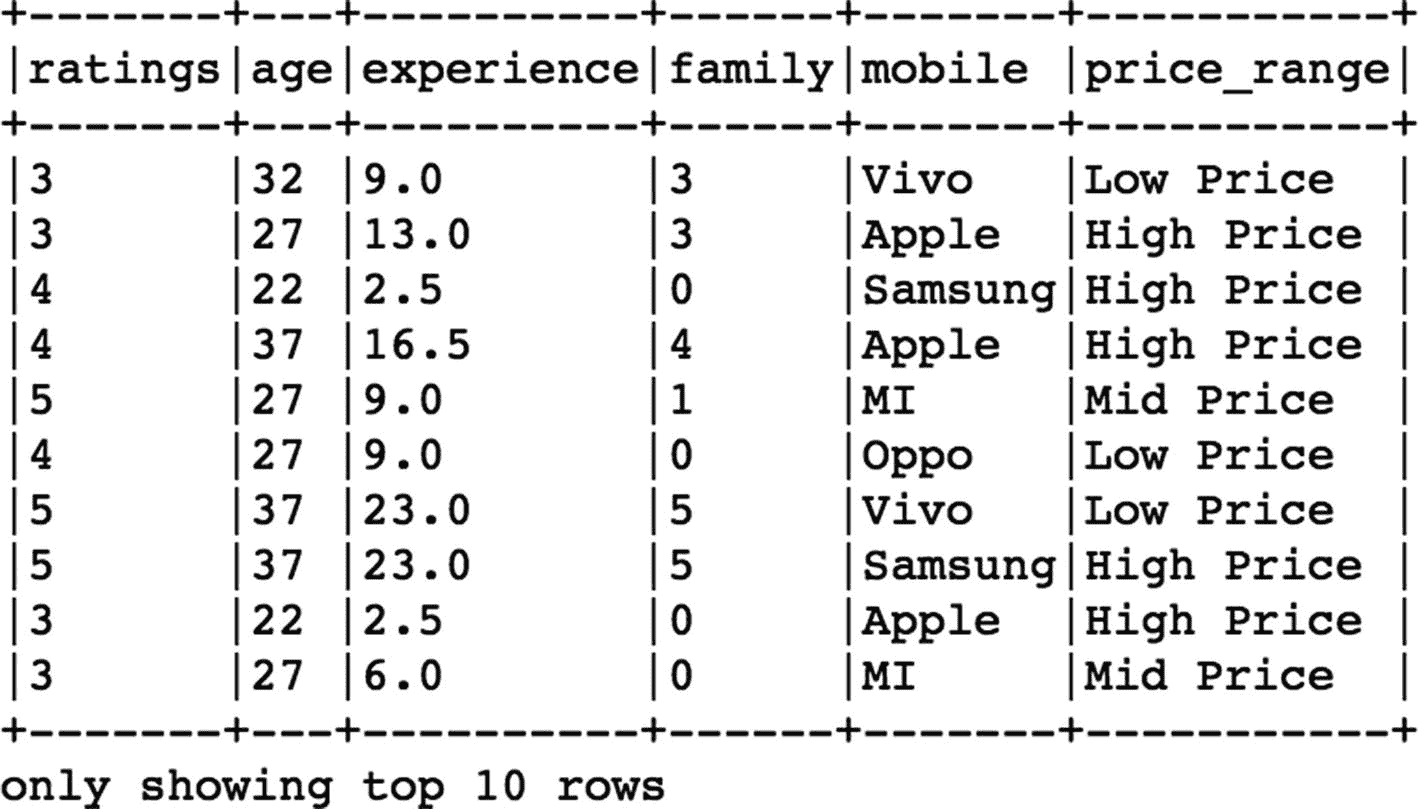 +-------+---+----------+------+-------+-----------+
|ratings|age|experience|family|mobile |price_range|
+-------+---+----------+------+-------+-----------+
|3      |32 |9.0       |3     |Vivo   |Low Price  |
|3      |27 |13.0      |3     |Apple  |High Price |
|4      |22 |2.5       |0     |Samsung|High Price |
|4      |37 |16.5      |4     |Apple  |High Price |
|5      |27 |9.0       |1     |MI     |Mid Price  |
|4      |27 |9.0       |0     |Oppo   |Low Price  |
|5      |37 |23.0      |5     |Vivo   |Low Price  |
|5      |37 |23.0      |5     |Samsung|High Price |
|3      |22 |2.5       |0     |Apple  |High Price |
|3      |27 |6.0       |0     |MI     |Mid Price  |
+-------+---+----------+------+-------+-----------+
only showing top 10 rows